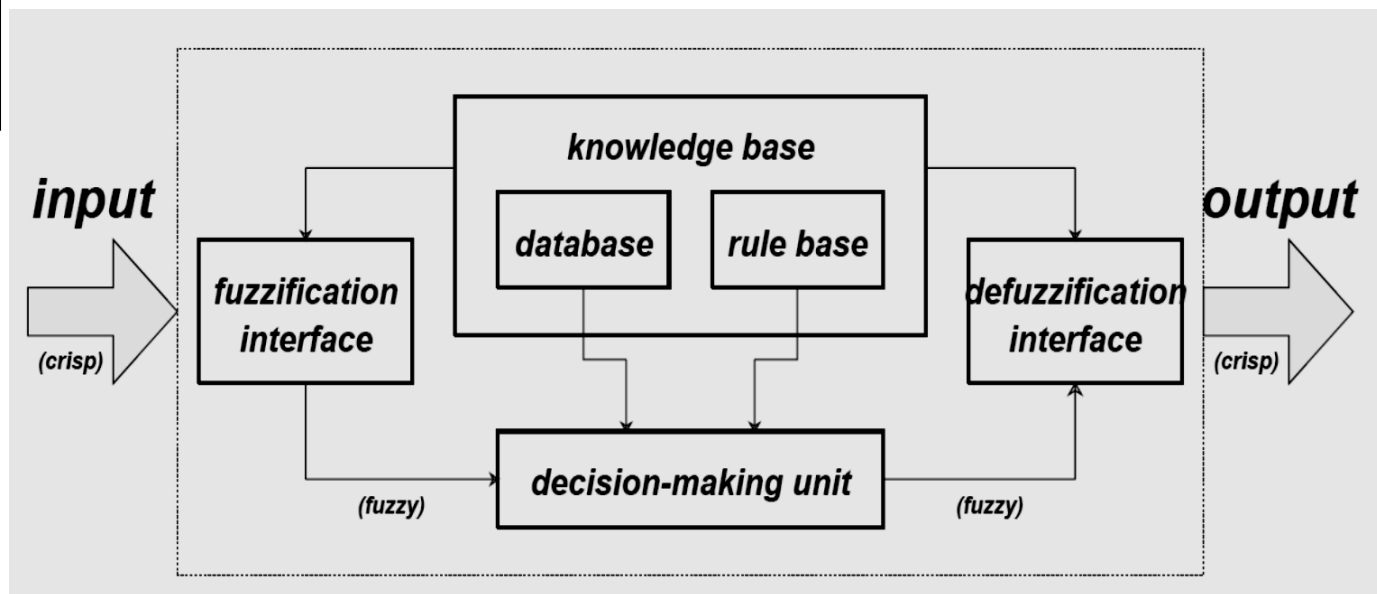 knowledge base
input
output
database
rule base
fuzzification
interface
defuzzification
interface
(crisp)
(crisp)
decision-making unit
(fuzzy)
(fuzzy)